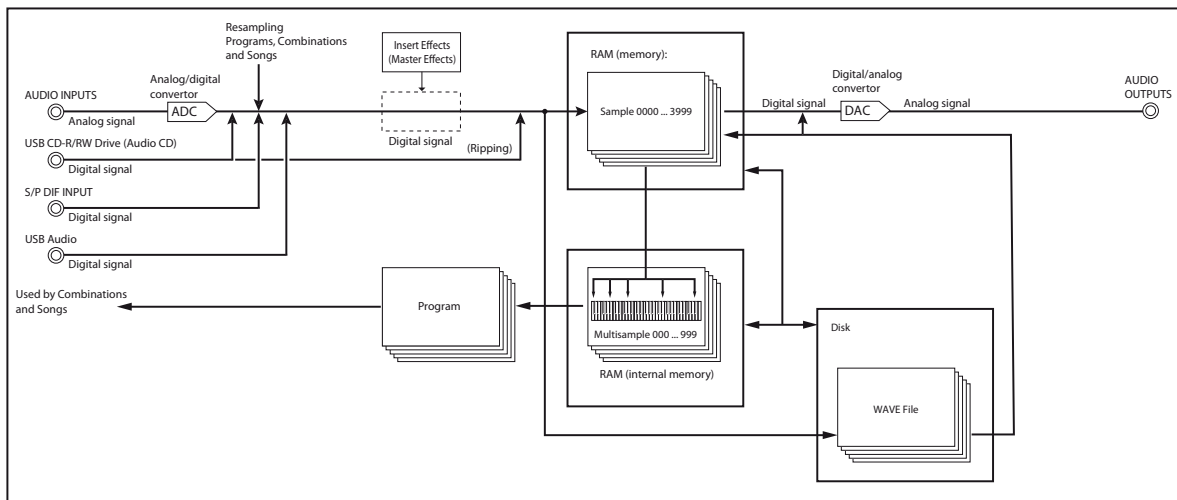 Resampling
Programs, Combinations
and Songs
Insert Effects
(Master Effects)
RAM (memory):
Analog/digital
convertor
Digital/analog
convertor
AUDIO INPUTS
ADC
Analog signal
Sample 0000 ... 3999
Digital signal
DAC
Analog signal
AUDIO
OUTPUTS
Digital signal
USB CD-R/RW Drive (Audio CD)
(Ripping)
Digital signal
S/P DIF INPUT
Digital signal
USB Audio
Digital signal
Used by Combinations
and Songs
Program
Multisample 000 ... 999
RAM (internal memory)
Disk
WAVE File